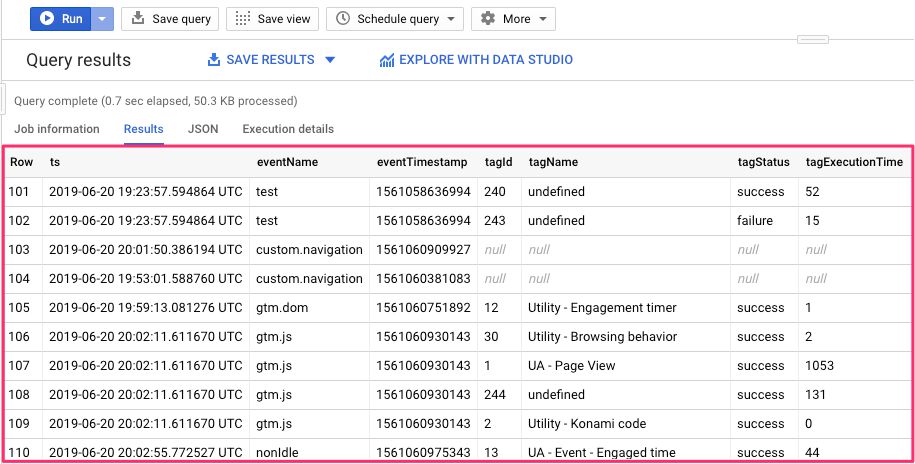 Run Save query Save view Schedule query More
Query results SAVE RESULTS EXPLORE WITH DATA STUDIO
Query complete (0.7 sec elapsed, 50.3 KB processed)
Job information Results JSON Execution details
Row ts eventName eventTimestamp tagId tagName tagStatus tagExecutionTime
101 2019-06-20 19:23:57.594864 UTC test 1561058636994 240 undefined success 52
102 2019-06-20 19:23:57.594864 UTC test 1561058636994 243 undefined failure 15
103 2019-06-20 20:01:50.386194 UTC custom.navigation 1561060909927 null null null null
104 2019-06-20 19:53:01.588760 UTC custom.navigation 1561060381083 null null null null
105 2019-06-20 19:59:13.081276 UTC gtm.dom 1561060751892 12 Utility - Engagement timer success 1
106 2019-06-20 20:02:11.611670 UTC gtm.js 1561060930143 30 Utility - Browsing behavior success 2
107 2019-06-20 20:02:11.611670 UTC gtm.js 1561060930143 1 UA - Page View success 1053
108 2019-06-20 20:02:11.611670 UTC gtm.js 1561060930143 244 undefined success 131
109 2019-06-20 20:02:11.611670 UTC gtm.js 1561060930143 2 Utility - Konami code success 0
110 2019-06-20 20:02:55.772527 UTC nonIdle 1561060975343 13 UA - Event - Engaged time success 44